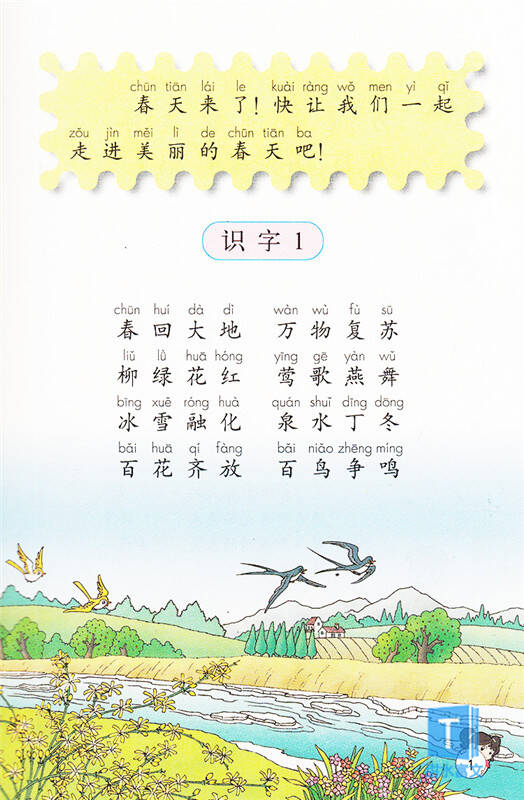 chūn tiān lái le kuài ràng wǒ men yì qǐ
春天来了！快让我们一起
zǒu jìn měi lì de chūn tiān ba
走进美丽的春天吧！
识字1
chūn huí dà dì wàn wù fù sū
春回大地 万物复苏
liǔ lǜ huā hóng yīng gē yàn wǔ
柳绿花红 莺歌燕舞
bīng xuě róng huà quán shuǐ dīng dōng
冰雪融化 泉水丁冬
bǎi huā qí fàng bǎi niǎo zhēng míng
百花齐放 百鸟争鸣
1